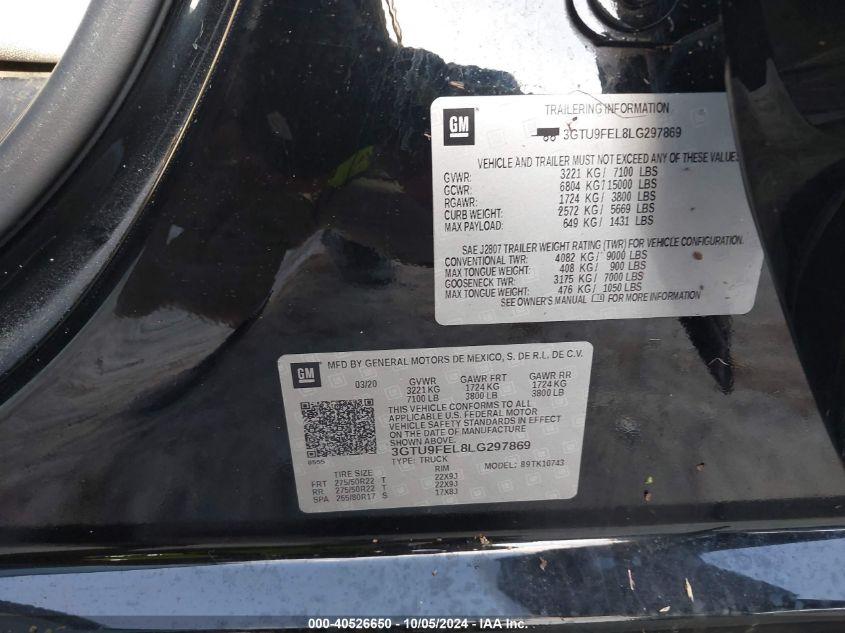 GM
TRAILERING INFORMATION
3GTU9FEL8LG297869
VEHICLE AND TRAILER MUST NOT EXCEED ANY OF THESE VALUES
GVWR: 3221 KG / 7100 LBS
GCWR: 6804 KG / 15000 LBS
RGAWR: 1724 KG / 3800 LBS
CURB WEIGHT: 2572 KG / 5669 LBS
MAX PAYLOAD: 649 KG / 1431 LBS
SAE J2807 TRAILER WEIGHT RATING (TWR) FOR VEHICLE CONFIGURATION.
CONVENTIONAL TWR: 4082 KG / 9000 LBS
MAX TONGUE WEIGHT: 408 KG / 900 LBS
GOOSENECK TWR: 3175 KG / 7000 LBS
MAX TONGUE WEIGHT: 476 KG / 1050 LBS
SEE OWNER'S MANUAL FOR MORE INFORMATION
GM
MFD BY GENERAL MOTORS DE MEXICO, S. DE R.L. DE C.V.
03/20 GVWR GAWR FRT GAWR RR
3221 KG 1724 KG 1724 KG
7100 LB 3800 LB 3800 LB
THIS VEHICLE CONFORMS TO ALL
APPLICABLE U.S. FEDERAL MOTOR
VEHICLE SAFETY STANDARDS IN EFFECT
ON THE DATE OF MANUFACTURE
SHOWN ABOVE.
3GTU9FEL8LG297869
TYPE: TRUCK MODEL: B9TK10743
TIRE SIZE RIM
FRT 275/50R22 T 22X9J
RR 275/50R22 T 22X9J
SPA 255/80R17 S 17X8J
000-40526650 - 10/05/2024 - IAA Inc.